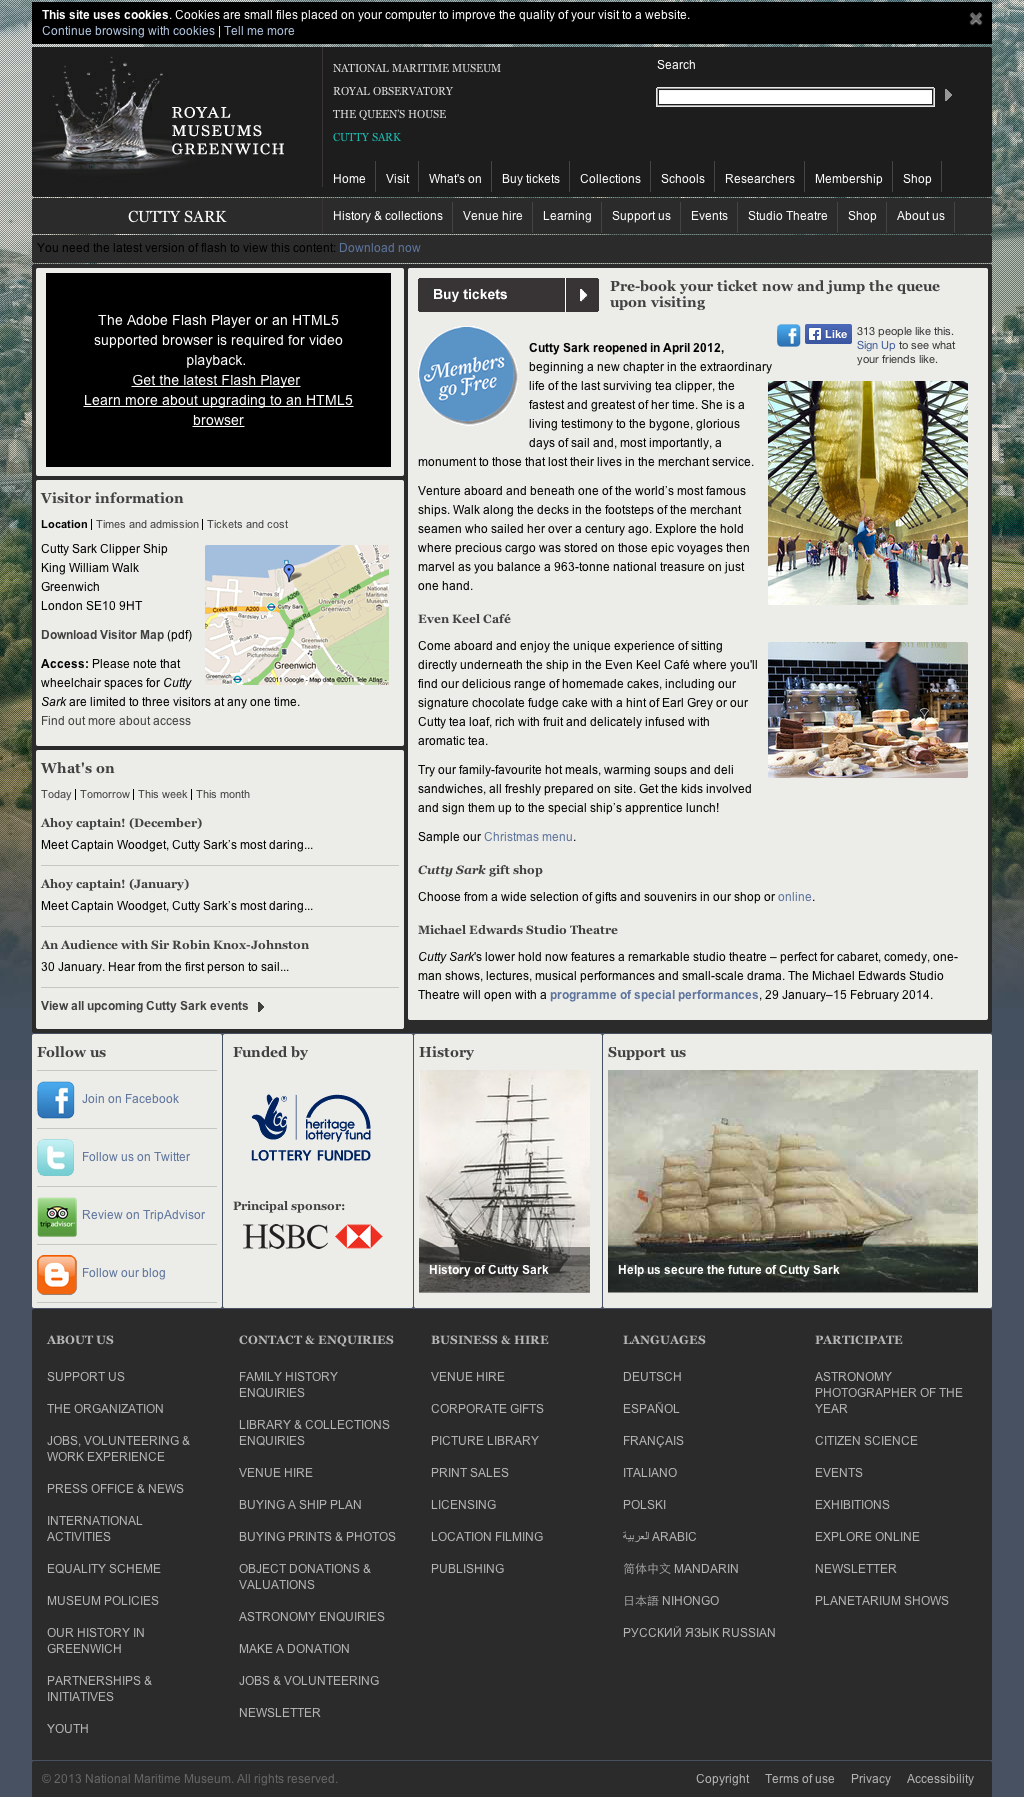 This site uses cookies. Cookies are small files placed on your computer to improve the quality of your visit to a website.
Continue browsing with cookies | Tell me more
ROYAL
MUSEUMS
GREENWICH
NATIONAL MARITIME MUSEUM
ROYAL OBSERVATORY
THE QUEEN'S HOUSE
CUTTY SARK
Search
Home
Visit
What's on
Buy tickets
Collections
Schools
Researchers
Membership
Shop
CUTTY SARK
History & collections
Venue hire
Learning
Support us
Events
Studio Theatre
Shop
About us
You need the latest version of flash to view this content: Download now
The Adobe Flash Player or an HTML5
supported browser is required for video
playback.
Get the latest Flash Player
Learn more about upgrading to an HTML5
browser
Visitor information
Location | Times and admission | Tickets and cost
Cutty Sark Clipper Ship
King William Walk
Greenwich
London SE10 9HT
Download Visitor Map (pdf)
Access: Please note that
wheelchair spaces for Cutty
Sark are limited to three visitors at any one time.
Find out more about access
Thames St
Cutty Sark
Creek Rd
A200
A206
Bardsley Ln
Roan St
University of
Greenwich
National
Maritime
Museum
Greenwich
Theatre
Greenwich
Picturehouse
Greenwich
©2011 Google - Map data ©2011 Tele Atlas -
What's on
Today | Tomorrow | This week | This month
Ahoy captain! (December)
Meet Captain Woodget, Cutty Sark's most daring...
Ahoy captain! (January)
Meet Captain Woodget, Cutty Sark's most daring...
An Audience with Sir Robin Knox-Johnston
30 January. Hear from the first person to sail...
View all upcoming Cutty Sark events
Buy tickets
Pre-book your ticket now and jump the queue
upon visiting
Members
go Free
Like
313 people like this.
Sign Up to see what
your friends like.
Cutty Sark reopened in April 2012,
beginning a new chapter in the extraordinary
life of the last surviving tea clipper, the
fastest and greatest of her time. She is a
living testimony to the bygone, glorious
days of sail and, most importantly, a
monument to those that lost their lives in the merchant service.
Venture aboard and beneath one of the world's most famous
ships. Walk along the decks in the footsteps of the merchant
seamen who sailed her over a century ago. Explore the hold
where precious cargo was stored on those epic voyages then
marvel as you balance a 963-tonne national treasure on just
one hand.
Even Keel Café
Come aboard and enjoy the unique experience of sitting
directly underneath the ship in the Even Keel Café where you'll
find our delicious range of homemade cakes, including our
signature chocolate fudge cake with a hint of Earl Grey or our
Cutty tea loaf, rich with fruit and delicately infused with
aromatic tea.
Try our family-favourite hot meals, warming soups and deli
sandwiches, all freshly prepared on site. Get the kids involved
and sign them up to the special ship's apprentice lunch!
Sample our Christmas menu.
Cutty Sark gift shop
Choose from a wide selection of gifts and souvenirs in our shop or online.
Michael Edwards Studio Theatre
Cutty Sark's lower hold now features a remarkable studio theatre – perfect for cabaret, comedy, one-
man shows, lectures, musical performances and small-scale drama. The Michael Edwards Studio
Theatre will open with a programme of special performances, 29 January–15 February 2014.
Follow us
Join on Facebook
Follow us on Twitter
tripadvisor
Review on TripAdvisor
Follow our blog
Funded by
heritage
lottery fund
LOTTERY FUNDED
Principal sponsor:
HSBC
History
History of Cutty Sark
Support us
Help us secure the future of Cutty Sark
ABOUT US
SUPPORT US
THE ORGANIZATION
JOBS, VOLUNTEERING &
WORK EXPERIENCE
PRESS OFFICE & NEWS
INTERNATIONAL
ACTIVITIES
EQUALITY SCHEME
MUSEUM POLICIES
OUR HISTORY IN
GREENWICH
PARTNERSHIPS &
INITIATIVES
YOUTH
CONTACT & ENQUIRIES
FAMILY HISTORY
ENQUIRIES
LIBRARY & COLLECTIONS
ENQUIRIES
VENUE HIRE
BUYING A SHIP PLAN
BUYING PRINTS & PHOTOS
OBJECT DONATIONS &
VALUATIONS
ASTRONOMY ENQUIRIES
MAKE A DONATION
JOBS & VOLUNTEERING
NEWSLETTER
BUSINESS & HIRE
VENUE HIRE
CORPORATE GIFTS
PICTURE LIBRARY
PRINT SALES
LICENSING
LOCATION FILMING
PUBLISHING
LANGUAGES
DEUTSCH
ESPAÑOL
FRANÇAIS
ITALIANO
POLSKI
العربية ARABIC
简体中文 MANDARIN
日本語 NIHONGO
РУССКИЙ ЯЗЫК RUSSIAN
PARTICIPATE
ASTRONOMY
PHOTOGRAPHER OF THE
YEAR
CITIZEN SCIENCE
EVENTS
EXHIBITIONS
EXPLORE ONLINE
NEWSLETTER
PLANETARIUM SHOWS
© 2013 National Maritime Museum. All rights reserved.
Copyright
Terms of use
Privacy
Accessibility